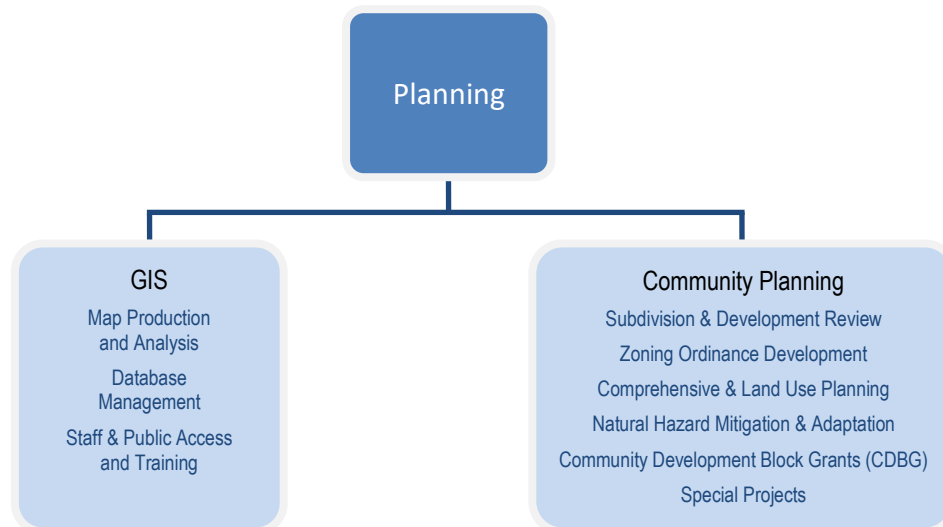 Planning
GIS
Map Production
and Analysis
Database
Management
Staff & Public Access
and Training
Community Planning
Subdivision & Development Review
Zoning Ordinance Development
Comprehensive & Land Use Planning
Natural Hazard Mitigation & Adaptation
Community Development Block Grants (CDBG)
Special Projects